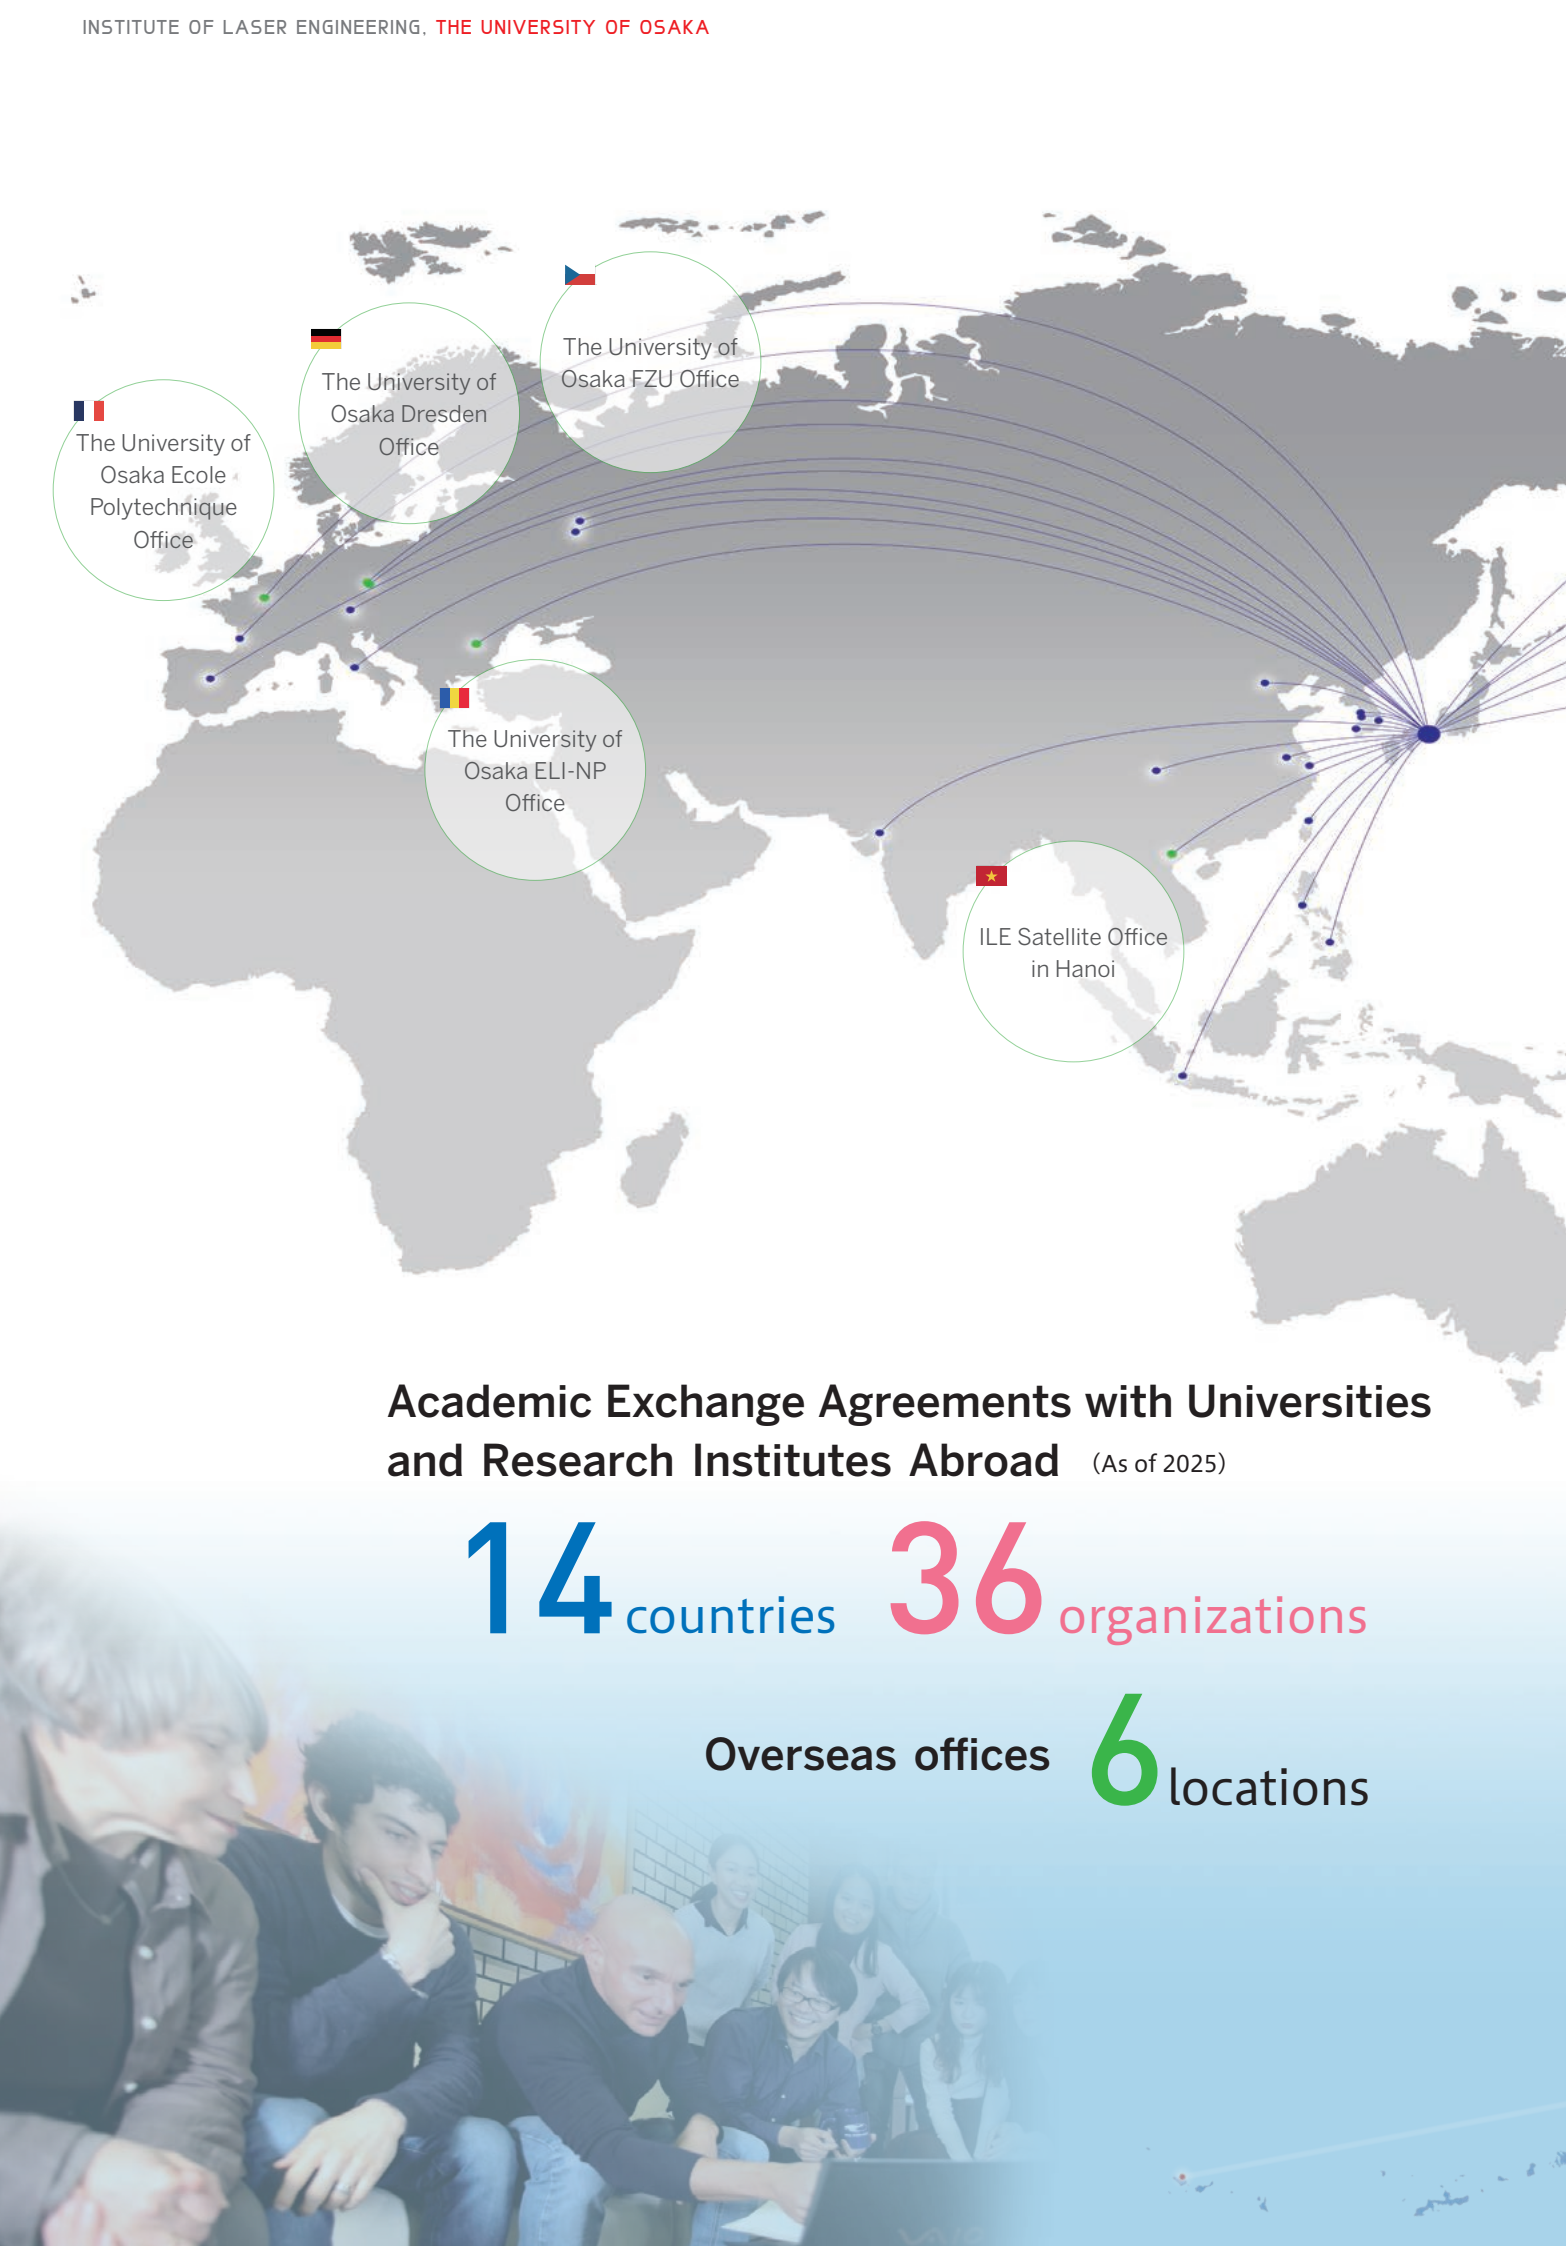 INSTITUTE OF LASER ENGINEERING, THE UNIVERSITY OF OSAKA
The University of
Osaka FZU Office
The University of
Osaka Dresden
Office
The University of
Osaka Ecole
Polytechnique
Office
The University of
Osaka ELI-NP
Office
ILE Satellite Office
in Hanoi
Academic Exchange Agreements with Universities
and Research Institutes Abroad (As of 2025)
14 countries 36 organizations
Overseas offices 6 locations